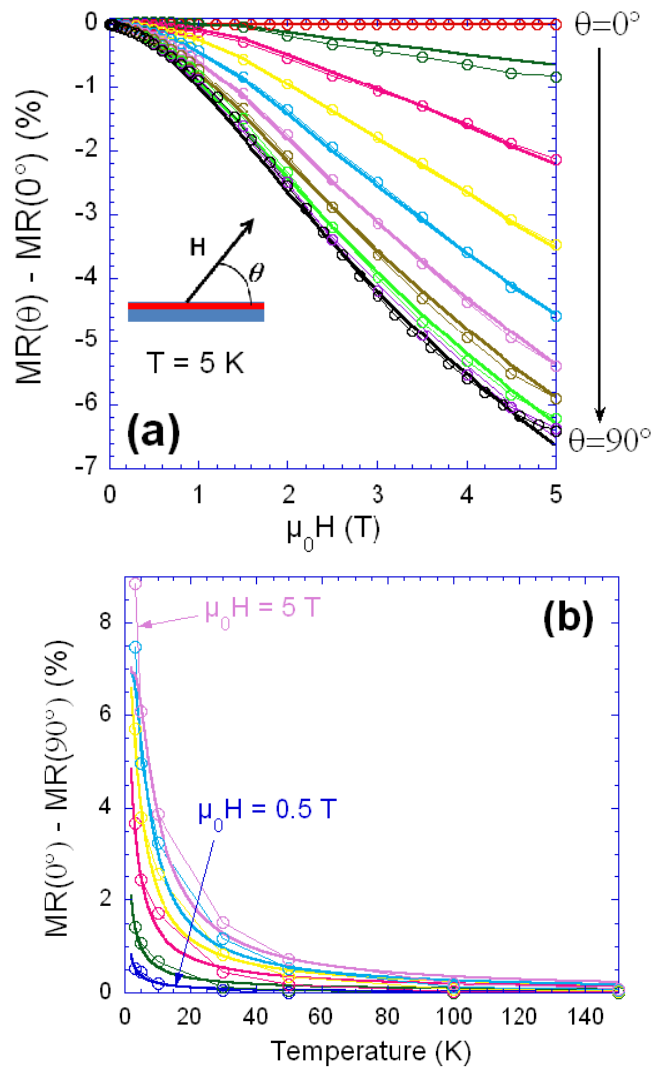 0
-1
-2
-3
-4
-5
-6
-7
MR(θ) - MR(0°) (%)
θ=0°
θ=90°
H
θ
T = 5 K
(a)
0 1 2 3 4 5
μ₀H (T)
8
6
4
2
0
MR(0°) - MR(90°) (%)
μ₀H = 5 T
(b)
μ₀H = 0.5 T
0 20 40 60 80 100 120 140
Temperature (K)